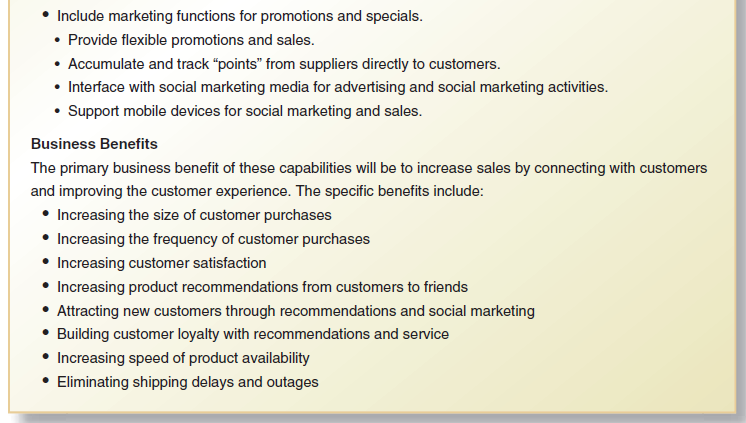 • Include marketing functions for promotions and specials.
• Provide flexible promotions and sales.
• Accumulate and track “points” from suppliers directly to customers.
• Interface with social marketing media for advertising and social marketing activities.
• Support mobile devices for social marketing and sales.
Business Benefits
The primary business benefit of these capabilities will be to increase sales by connecting with customers
and improving the customer experience. The specific benefits include:
• Increasing the size of customer purchases
• Increasing the frequency of customer purchases
• Increasing customer satisfaction
• Increasing product recommendations from customers to friends
• Attracting new customers through recommendations and social marketing
• Building customer loyalty with recommendations and service
• Increasing speed of product availability
• Eliminating shipping delays and outages